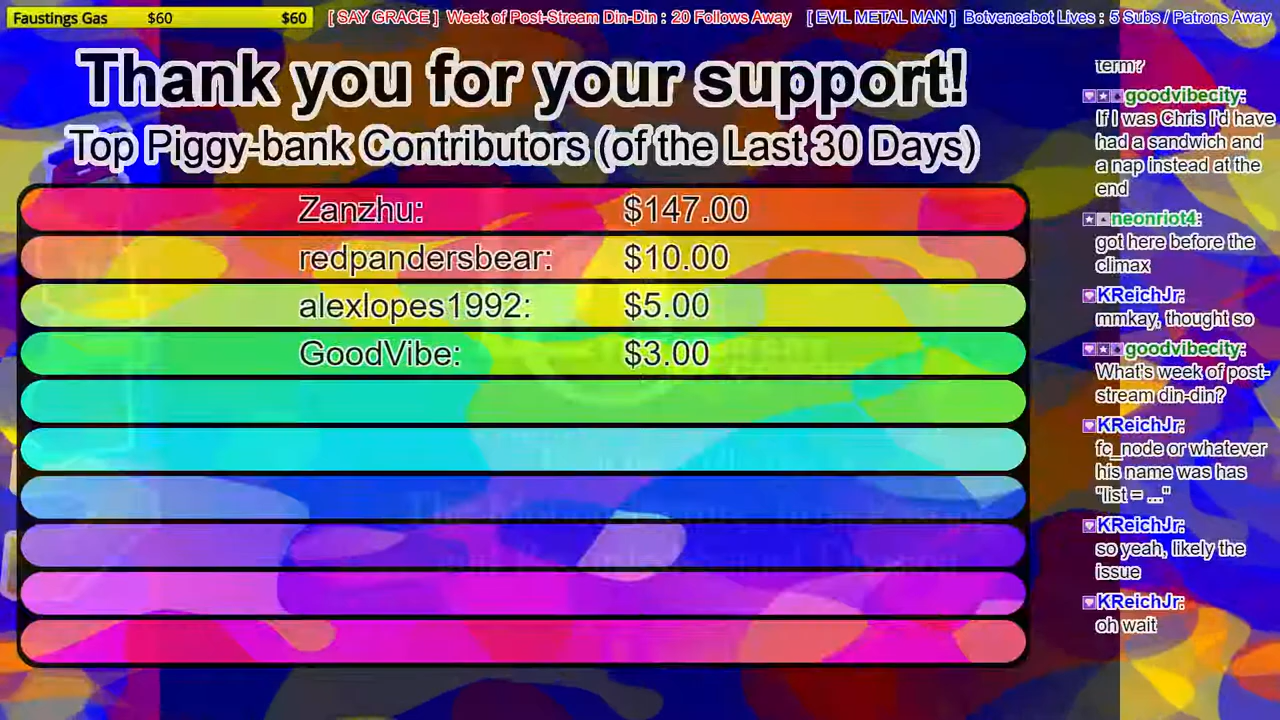 Faustings Gas $60 $60 [ SAY GRACE ] Week of Post-Stream Din-Din : 20 Follows Away [ EVIL METAL MAN ] Botvencabot Lives : 5 Subs / Patrons Away
Thank you for your support!
Top Piggy-bank Contributors (of the Last 30 Days)
Zanzhu: $147.00
redpandersbear: $10.00
alexlopes1992: $5.00
GoodVibe: $3.00
term?
goodvibecity:
If I was Chris I'd have
had a sandwich and
a nap instead at the
end
neonriot4:
got here before the
climax
KReichJr:
mmkay, thought so
goodvibecity:
What's week of post-
stream din-din?
KReichJr:
fc_node or whatever
his name was has
"list = ..."
KReichJr:
so yeah, likely the
issue
KReichJr:
oh wait